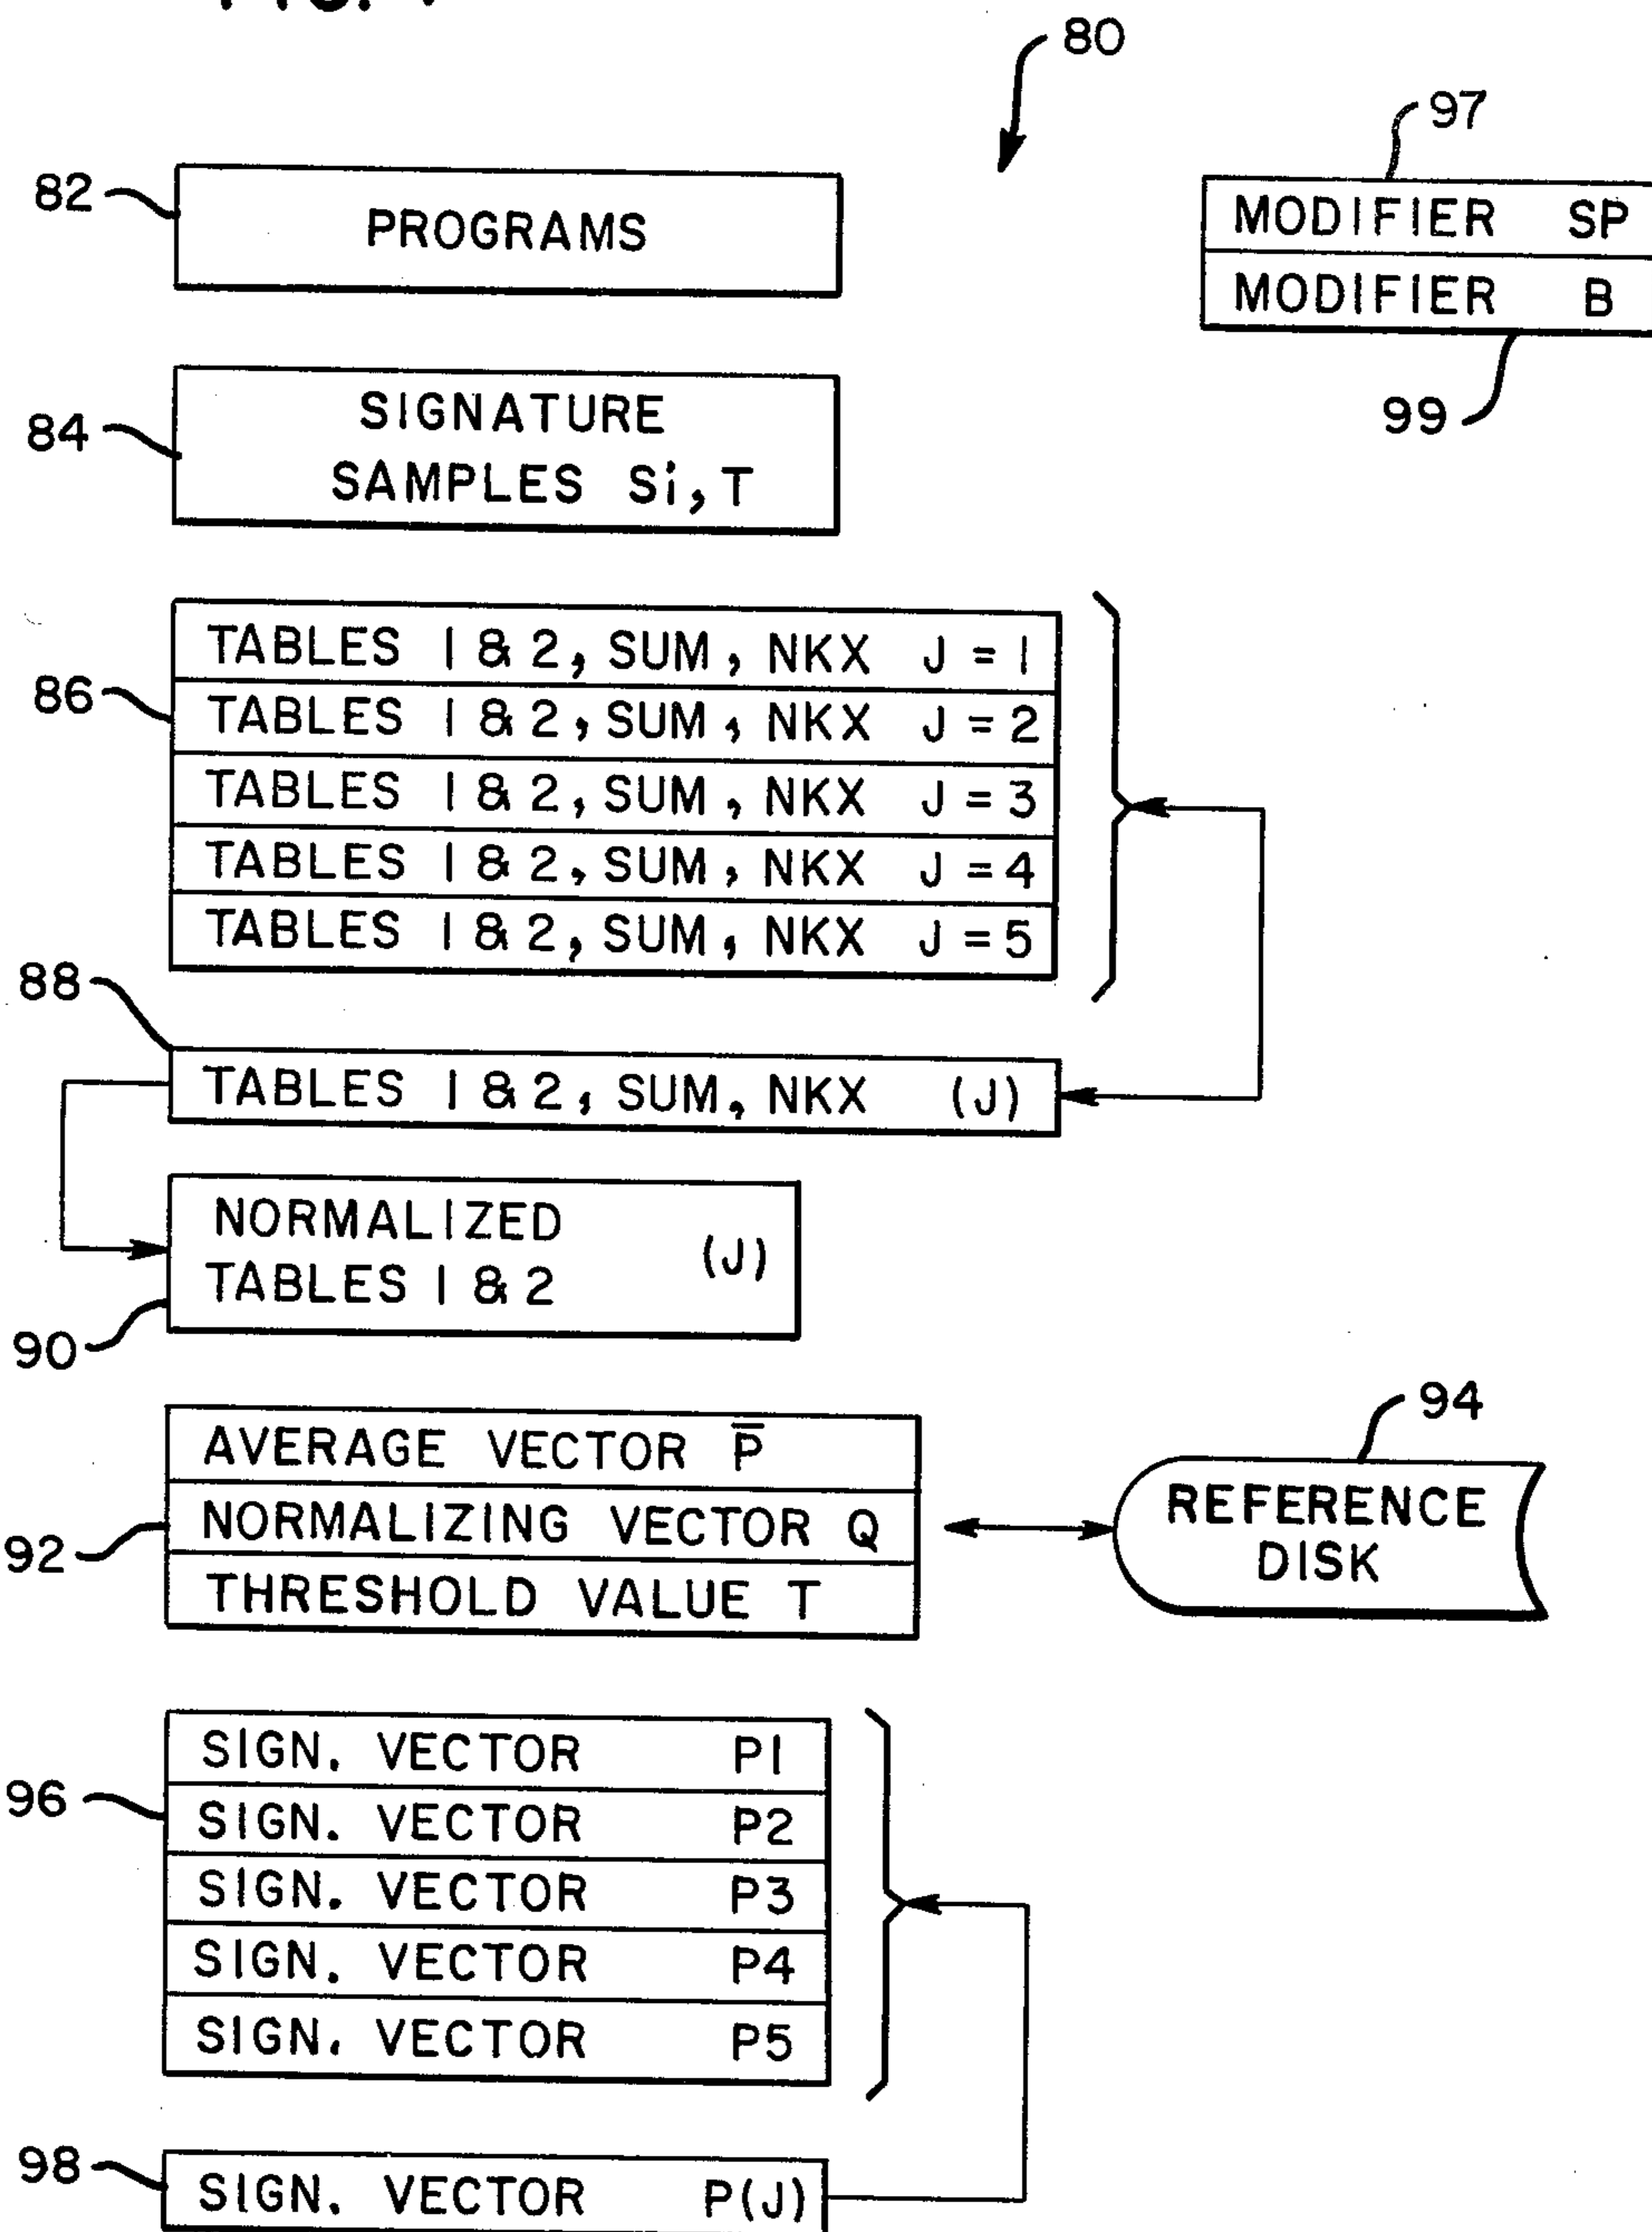 80
97
82
PROGRAMS
MODIFIER SP
MODIFIER B
99
84
SIGNATURE
SAMPLES Si, T
86
TABLES 1 & 2, SUM, NKX J = 1
TABLES 1 & 2, SUM, NKX J = 2
TABLES 1 & 2, SUM, NKX J = 3
TABLES 1 & 2, SUM, NKX J = 4
TABLES 1 & 2, SUM, NKX J = 5
88
TABLES 1 & 2, SUM, NKX (J)
NORMALIZED
TABLES 1 & 2 (J)
90
94
AVERAGE VECTOR P̅
92
NORMALIZING VECTOR Q
THRESHOLD VALUE T
REFERENCE
DISK
96
SIGN. VECTOR P1
SIGN. VECTOR P2
SIGN. VECTOR P3
SIGN. VECTOR P4
SIGN. VECTOR P5
98
SIGN. VECTOR P(J)